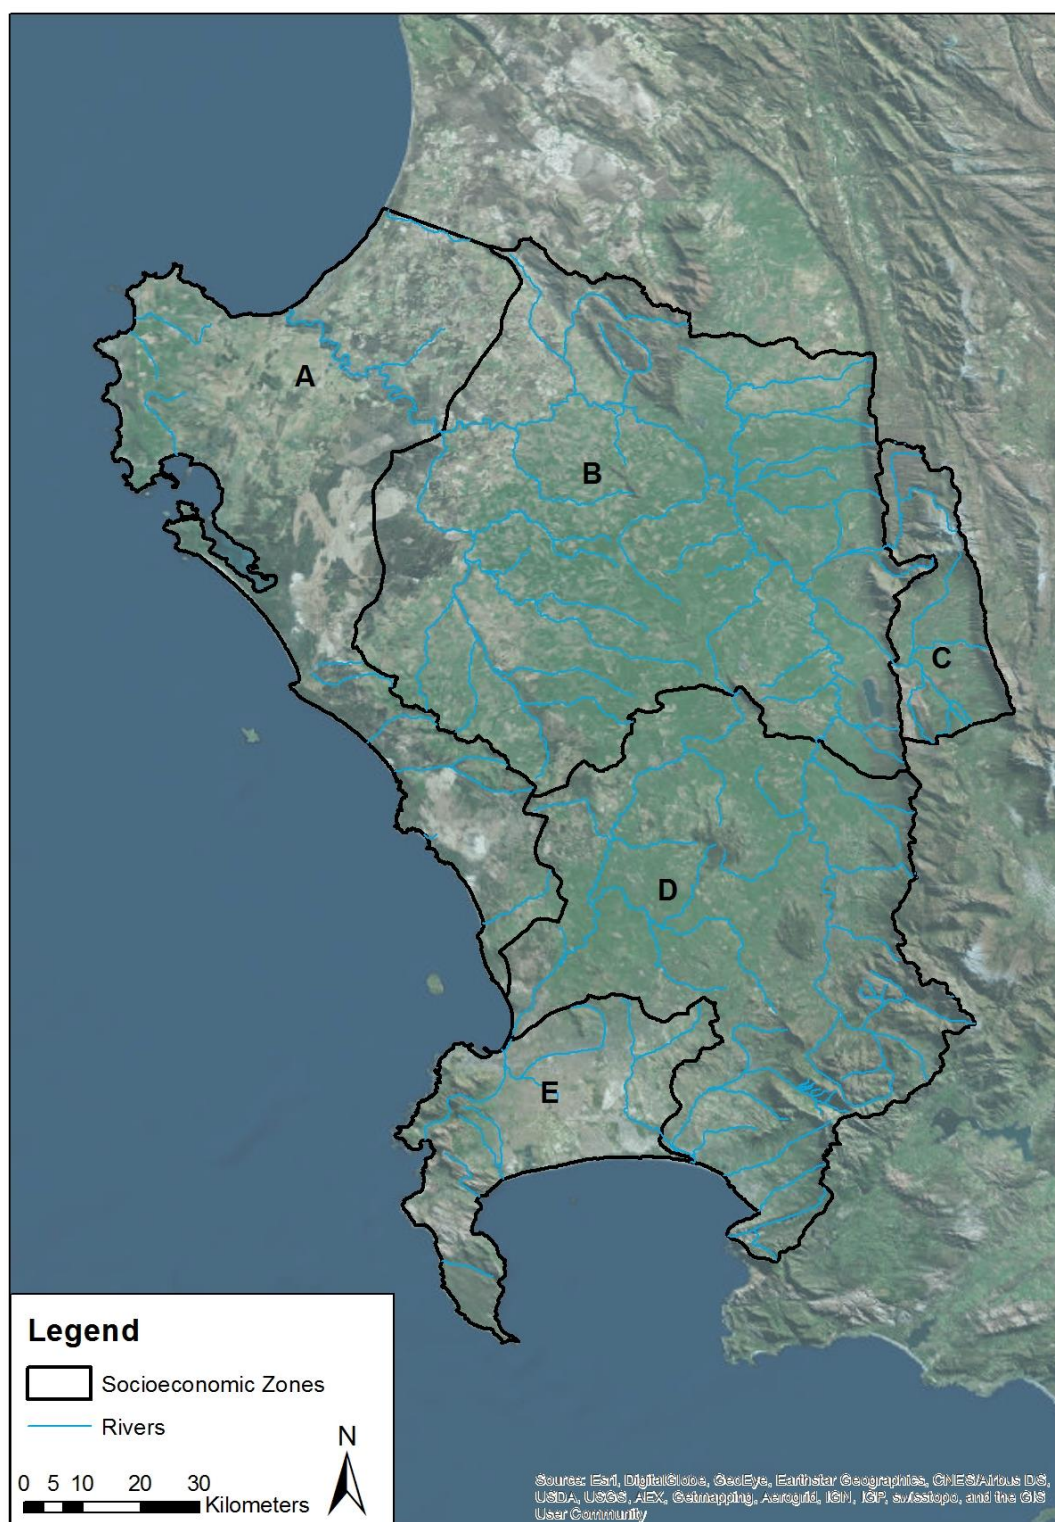 A
B
C
D
E
Legend
Socioeconomic Zones
Rivers
N
0 5 10 20 30
Kilometers
Source: Esri, DigitalGlobe, GeoEye, Earthstar Geographics, CNES/Airbus DS,
USDA, USGS, AEX, Getmapping, Aerogrid, IGN, IGP, swisstopo, and the GIS
User Community